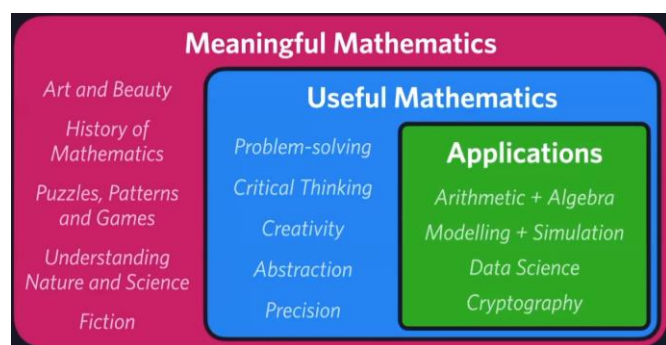 Meaningful Mathematics
Art and Beauty
History of
Mathematics
Puzzles, Patterns
and Games
Understanding
Nature and Science
Fiction
Useful Mathematics
Problem-solving
Critical Thinking
Creativity
Abstraction
Precision
Applications
Arithmetic + Algebra
Modelling + Simulation
Data Science
Cryptography